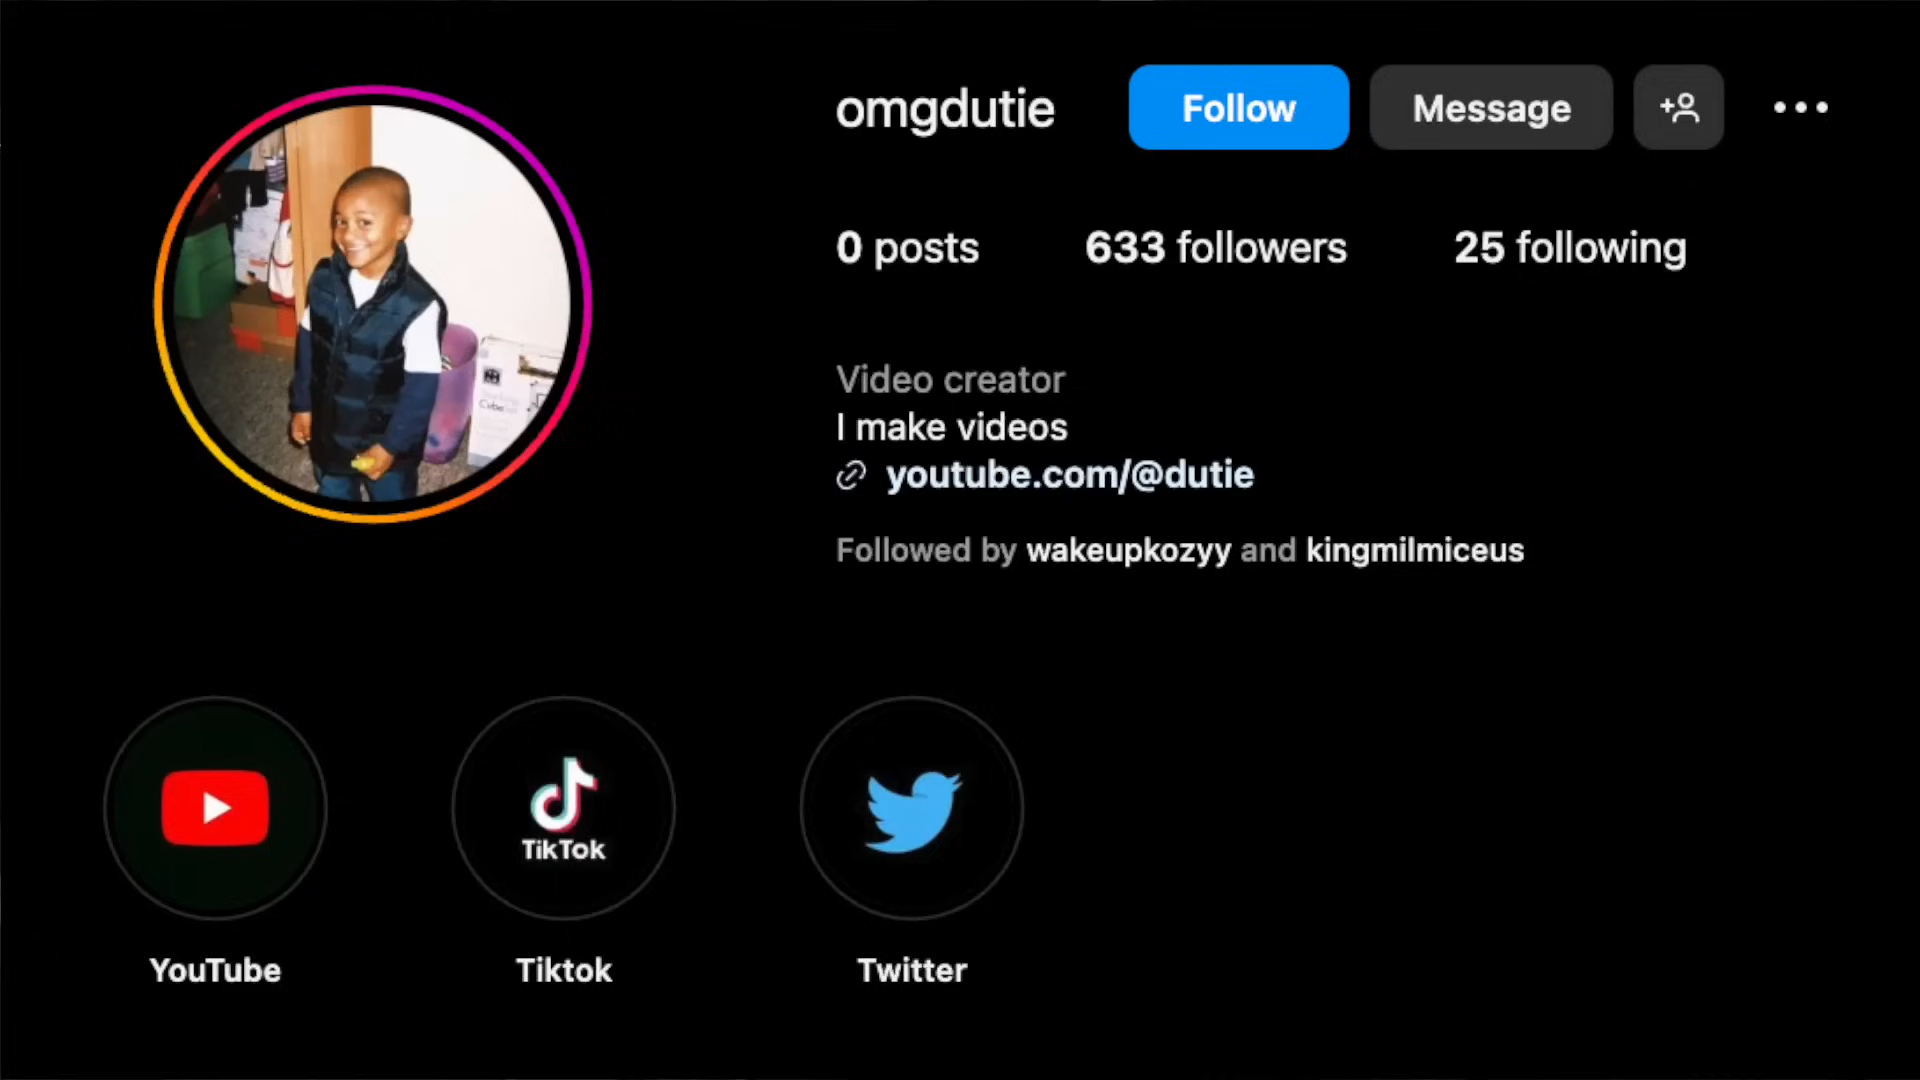 omgdutie Follow Message
0 posts 633 followers 25 following
Video creator
I make videos
youtube.com/@dutie
Followed by wakeupkozyy and kingmilmiceus
TikTok
YouTube Tiktok Twitter